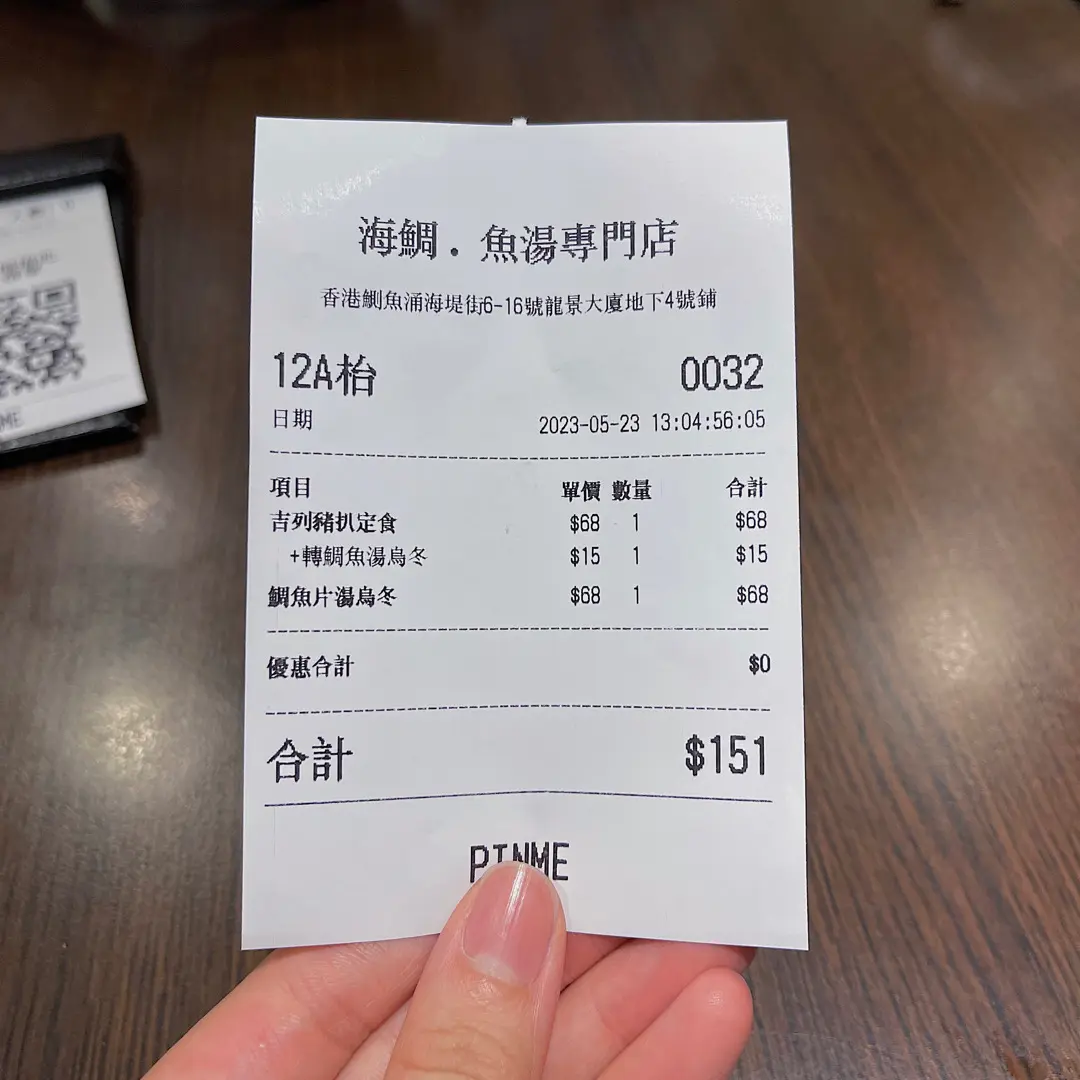 海鯛．魚湯專門店
香港鰂魚涌海堤街6-16號龍景大廈地下4號鋪
12A枱 0032
日期 2023-05-23 13:04:56:05
項目 單價 數量 合計
吉列豬扒定食 $68 1 $68
+轉鯛魚湯烏冬 $15 1 $15
鯛魚片湯烏冬 $68 1 $68
優惠合計 $0
合計 $151
PINME